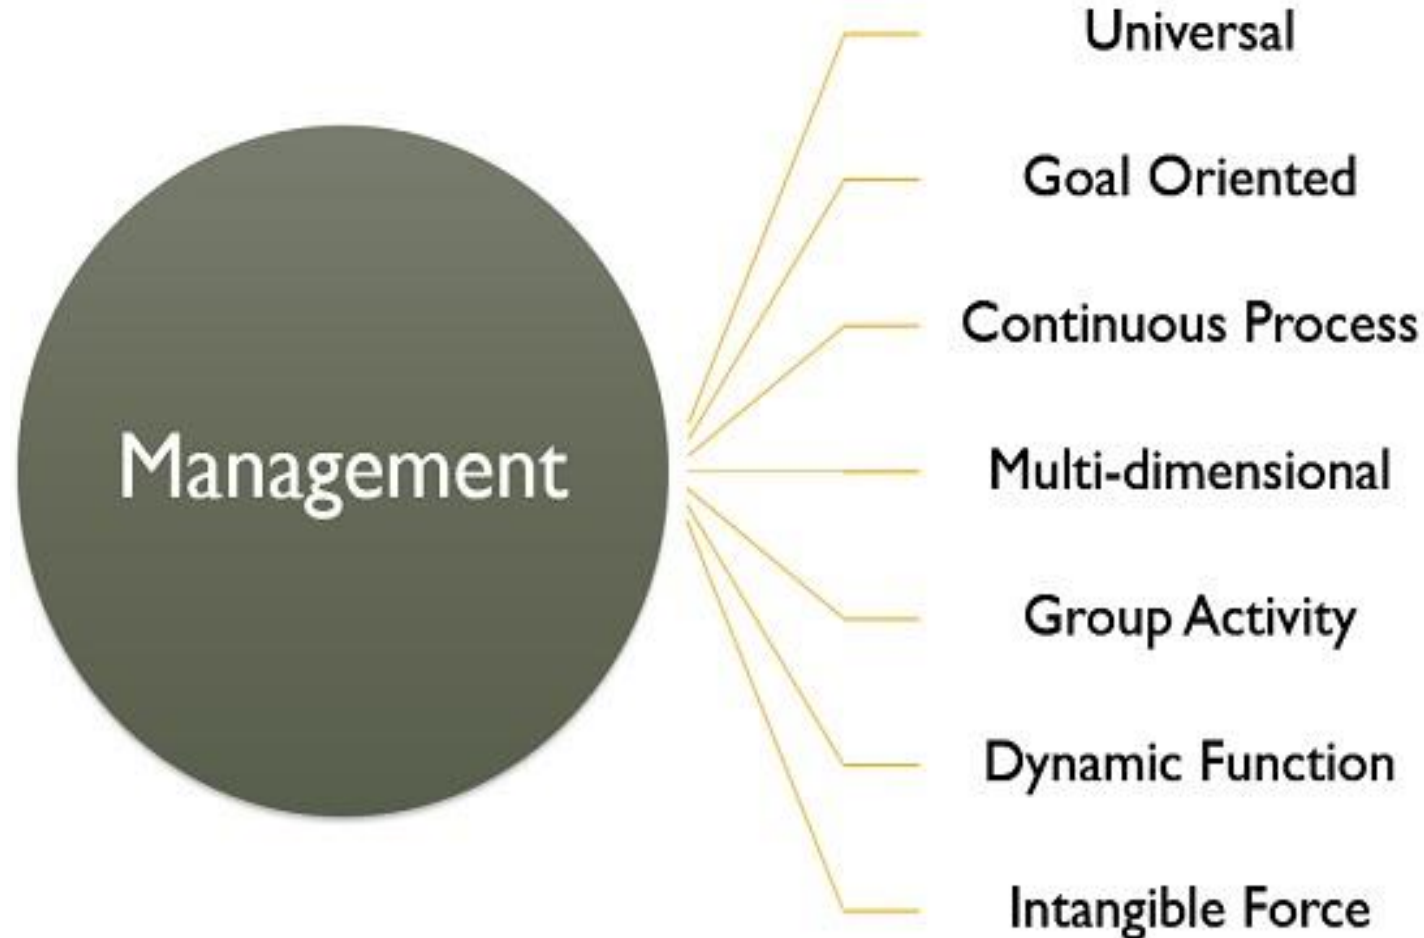 Management
Universal
Goal Oriented
Continuous Process
Multi-dimensional
Group Activity
Dynamic Function
Intangible Force